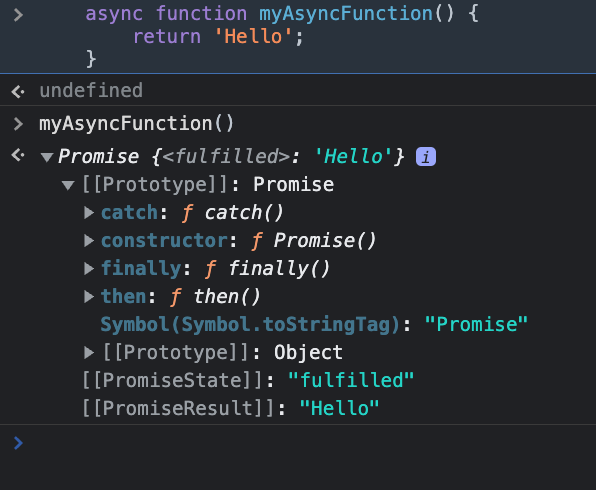 async function myAsyncFunction() {
return 'Hello';
}
undefined
myAsyncFunction()
Promise {<fulfilled>: 'Hello'} i
[[Prototype]]: Promise
catch: ƒ catch()
constructor: ƒ Promise()
finally: ƒ finally()
then: ƒ then()
Symbol(Symbol.toStringTag): "Promise"
[[Prototype]]: Object
[[PromiseState]]: "fulfilled"
[[PromiseResult]]: "Hello"